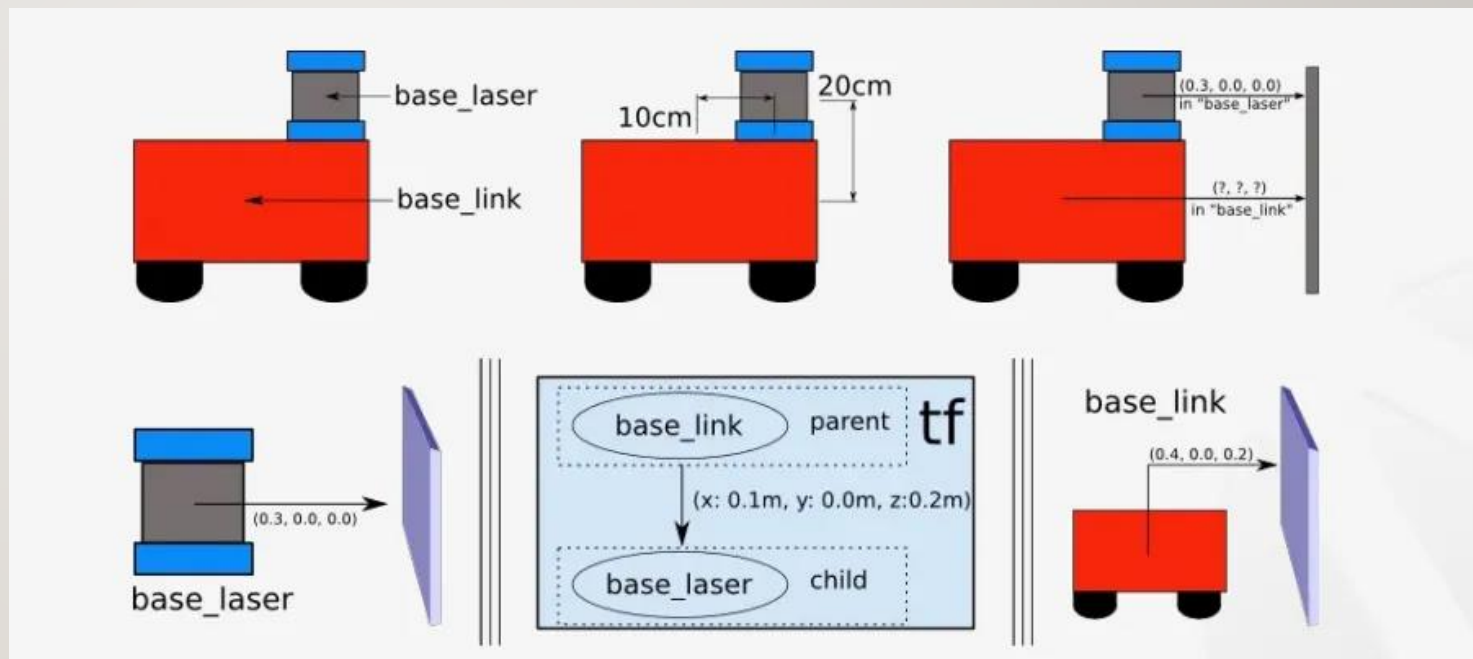 base_laser
base_link
10cm
20cm
(0.3, 0.0, 0.0)
in "base_laser"
(?, ?, ?)
in "base_link"
(0.3, 0.0, 0.0)
base_laser
base_link
parent
tf
(x: 0.1m, y: 0.0m, z:0.2m)
base_laser
child
base_link
(0.4, 0.0, 0.2)